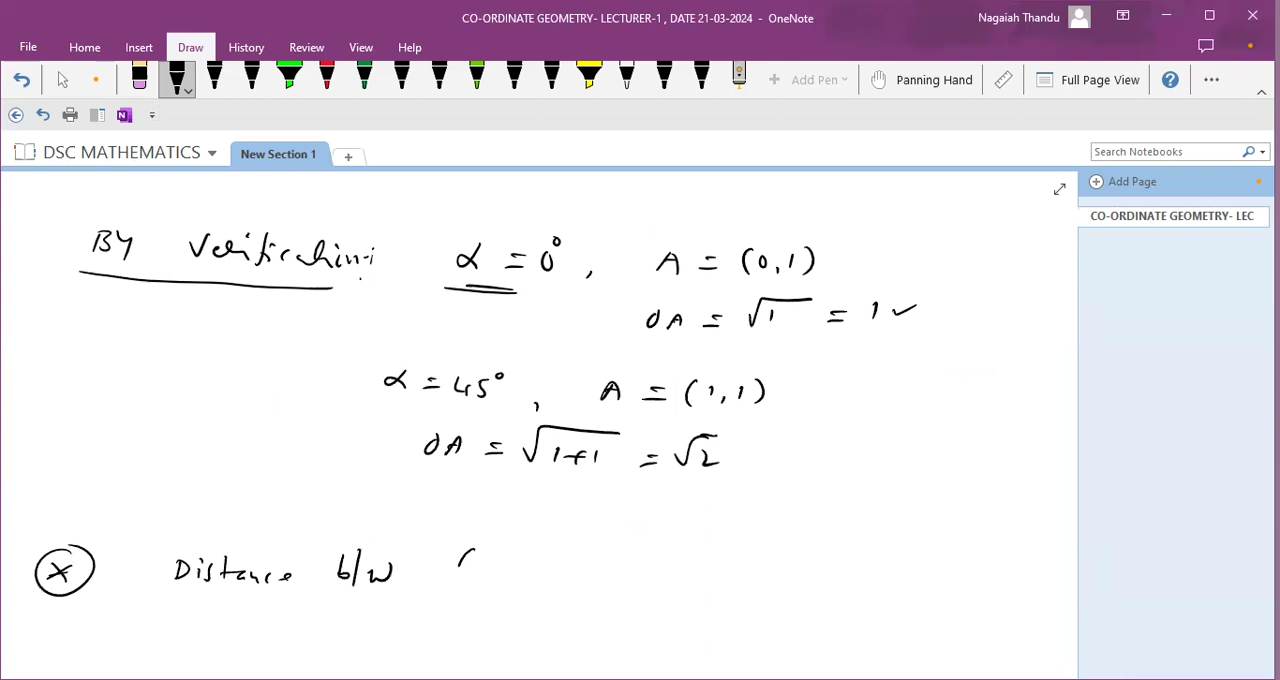 CO-ORDINATE GEOMETRY- LECTURER-1 , DATE 21-03-2024 - OneNote
Nagaiah Thandu
File Home Insert Draw History Review View Help
Add Pen Panning Hand Full Page View
DSC MATHEMATICS New Section 1 Search Notebooks
Add Page
CO-ORDINATE GEOMETRY- LEC
BY Verification: α = 0°, A = (0,1)
OA = √1 = 1 ✓
α = 45°, A = (1,1)
OA = √1+1 = √2
* Distance b/w (